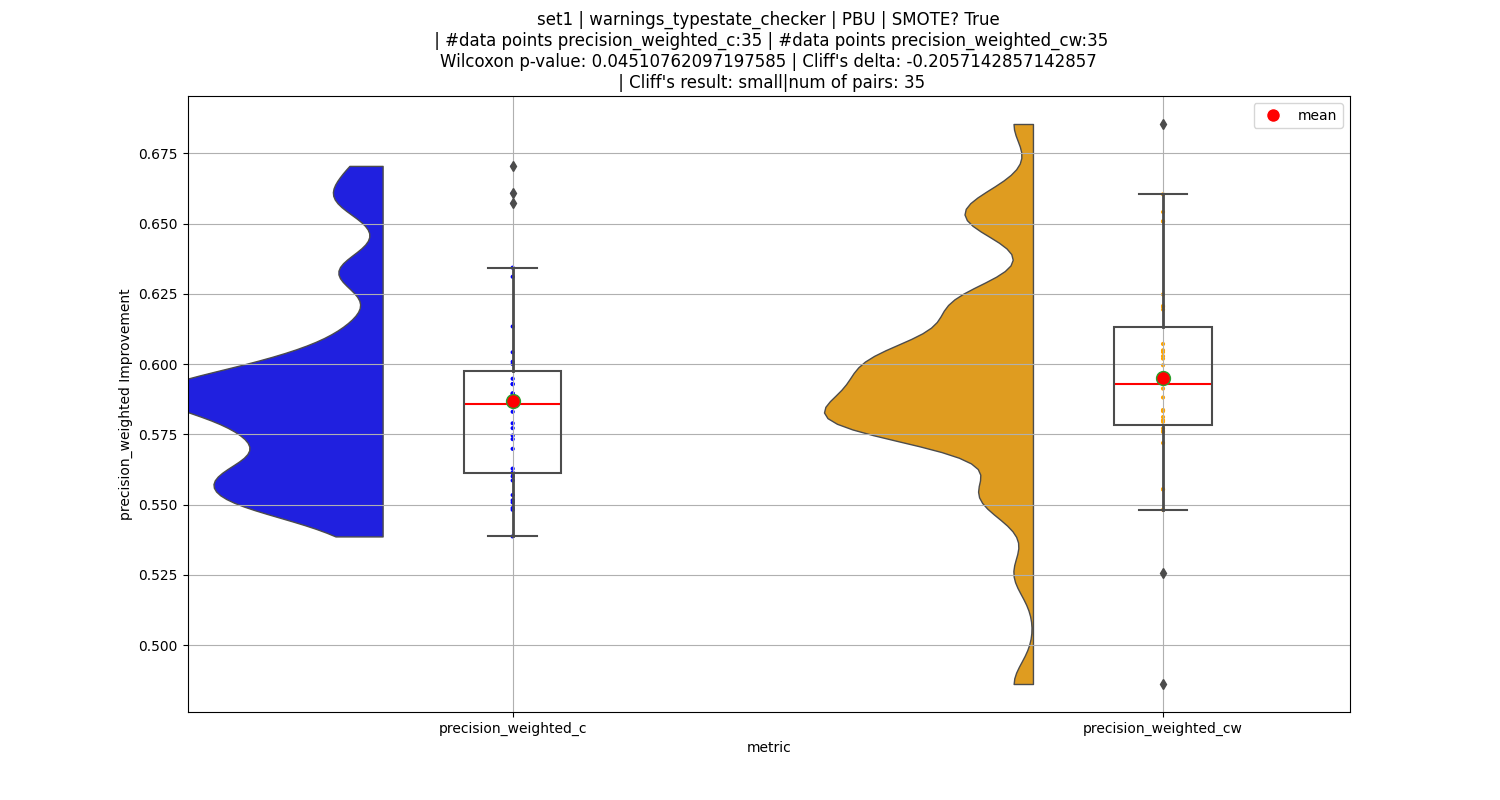 set1 | warnings_typestate_checker | PBU | SMOTE? True
| #data points precision_weighted_c:35 | #data points precision_weighted_cw:35
Wilcoxon p-value: 0.04510762097197585 | Cliff's delta: -0.2057142857142857
| Cliff's result: small|num of pairs: 35
mean
precision_weighted Improvement
0.675
0.650
0.625
0.600
0.575
0.550
0.525
0.500
precision_weighted_c
precision_weighted_cw
metric